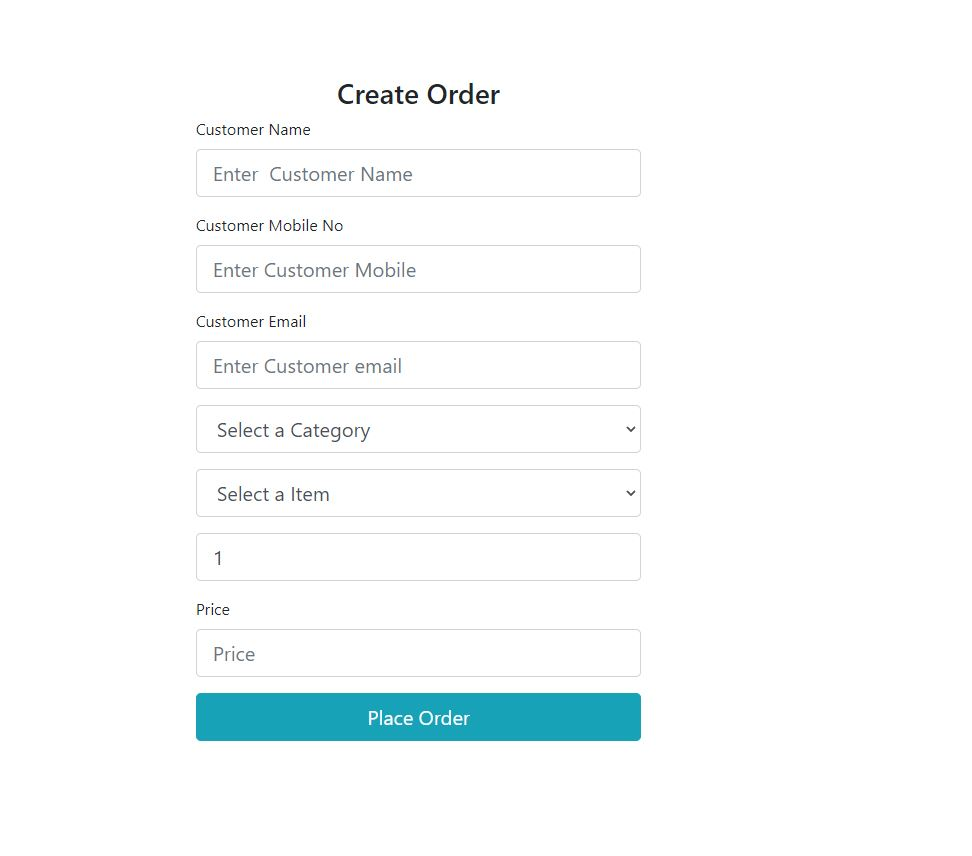 Create Order
Customer Name
Enter  Customer Name
Customer Mobile No
Enter Customer Mobile
Customer Email
Enter Customer email
Select a Category
Select a Item
1
Price
Price
Place Order